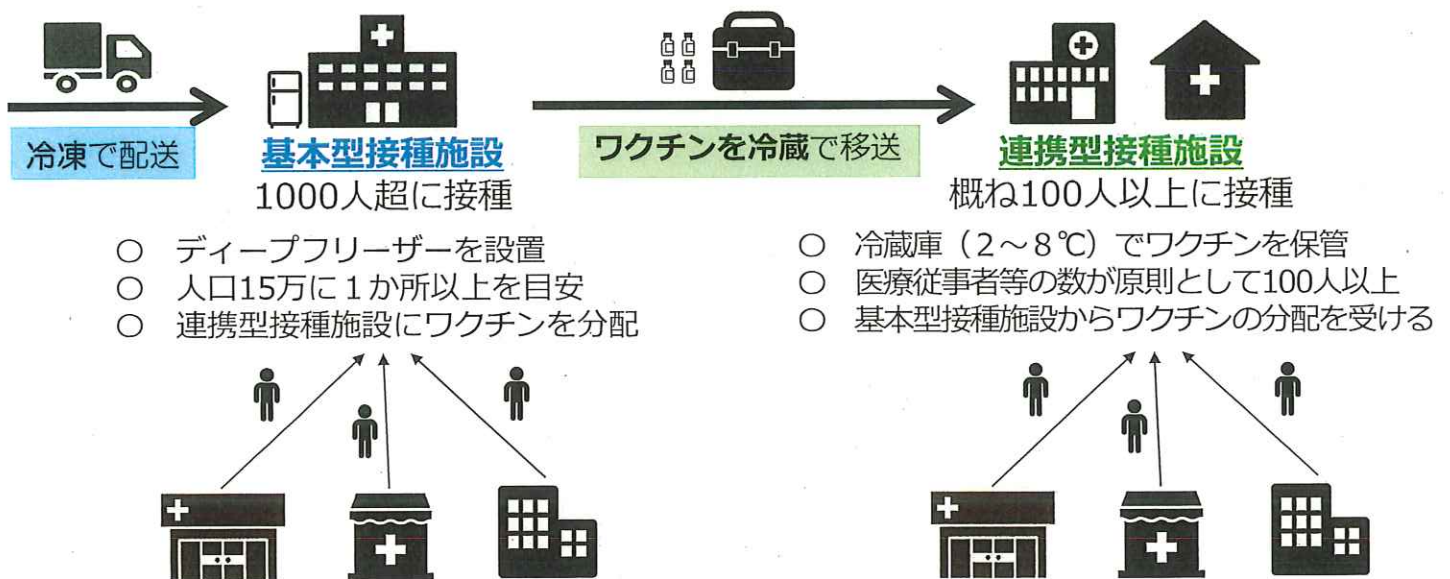 冷凍で配送
基本型接種施設
1000人超に接種
○ ディープフリーザーを設置
○ 人口15万に1か所以上を目安
○ 連携型接種施設にワクチンを分配
ワクチンを冷蔵で移送
連携型接種施設
概ね100人以上に接種
○ 冷蔵庫（2～8℃）でワクチンを保管
○ 医療従事者等の数が原則として100人以上
○ 基本型接種施設からワクチンの分配を受ける